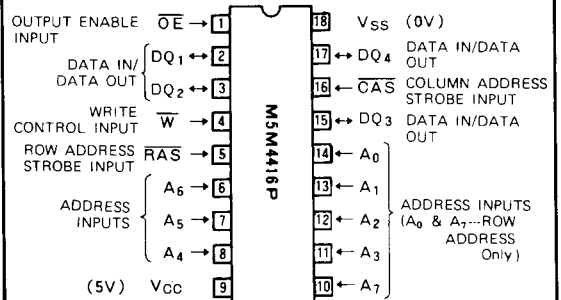 OUTPUT ENABLE INPUT O̅E̅ → 1
DATA IN/ DATA OUT
DQ1 ↔ 2
DQ2 ↔ 3
WRITE CONTROL INPUT W̅ → 4
ROW ADDRESS STROBE INPUT R̅A̅S̅ → 5
ADDRESS INPUTS
A6 → 6
A5 → 7
A4 → 8
(5V) VCC 9
M5M4416P
18 VSS (0V)
17 ↔ DQ4 DATA IN/DATA OUT
16 ← C̅A̅S̅ COLUMN ADDRESS STROBE INPUT
15 ↔ DQ3 DATA IN/DATA OUT
14 ← A0
13 ← A1
12 ← A2
11 ← A3
10 ← A7
ADDRESS INPUTS
(A0 & A7---ROW
ADDRESS
Only)